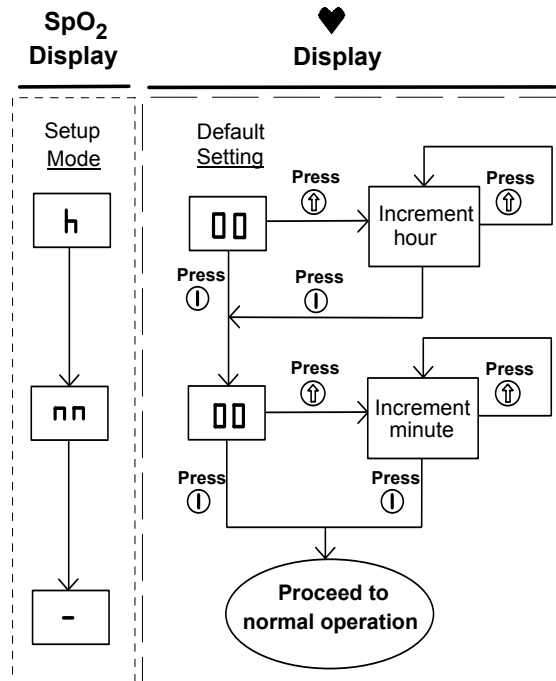 SpO2
Display
♥
Display
Setup
Mode
Default
Setting
h
00
Press
Increment
hour
Press
Press
Press
nn
00
Press
Increment
minute
Press
Press
Press
-
Proceed to
normal operation